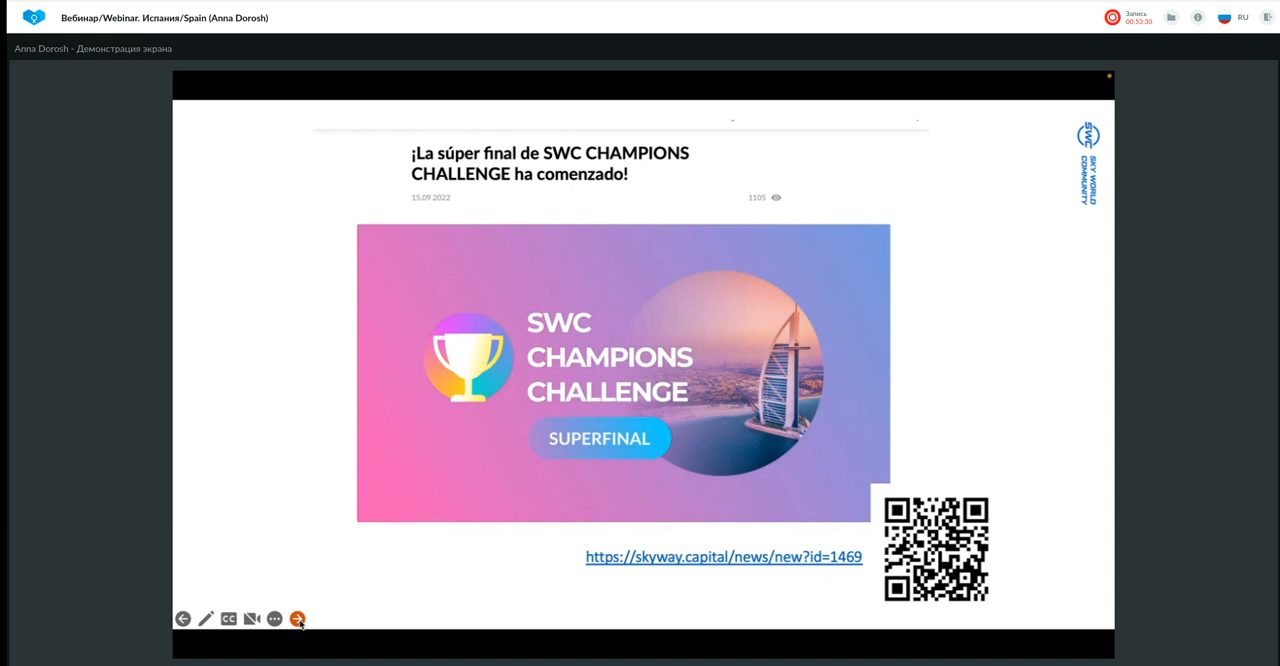 Вебинар/Webinar. Испания/Spain (Anna Dorosh)
Запись
00:53:30
RU
Anna Dorosh - Демонстрация экрана
¡La súper final de SWC CHAMPIONS
CHALLENGE ha comenzado!
15.09.2022
1105
SWC
SKY WORLD
COMMUNITY
SWC
CHAMPIONS
CHALLENGE
SUPERFINAL
https://skyway.capital/news/new?id=1469
CC